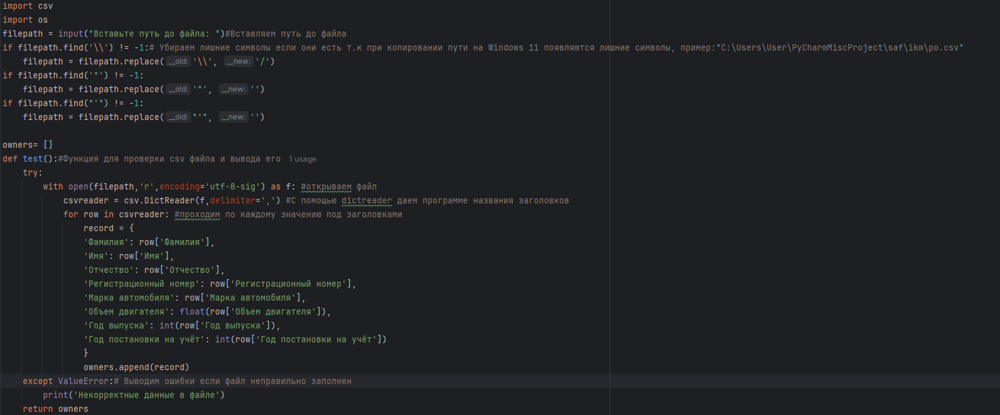 import csv
import os
filepath = input("Вставьте путь до файла: ")#Вставляем путь до файла
if filepath.find('\\') != -1:# Убираем лишние символы если они есть т.к при копировании пути на Windows 11 появляются лишние символы, пример:"C:\Users\User\PyCharmMiscProject\saf\ikm\po.csv"
    filepath = filepath.replace( __old: '\\', __new: '/')
if filepath.find('"') != -1:
    filepath = filepath.replace( __old: '"', __new: '')
if filepath.find("'") != -1:
    filepath = filepath.replace( __old: "'", __new: '')

owners= []
def test():#Функция для проверки csv файла и вывода его 1 usage
    try:
        with open(filepath,'r',encoding='utf-8-sig') as f: #открываем файл
            csvreader = csv.DictReader(f,delimiter=',') #С помощью dictreader даем программе названия заголовков
            for row in csvreader: #проходим по каждому значению под заголовками
                record = {
                'Фамилия': row['Фамилия'],
                'Имя': row['Имя'],
                'Отчество': row['Отчество'],
                'Регистрационный номер': row['Регистрационный номер'],
                'Марка автомобиля': row['Марка автомобиля'],
                'Объем двигателя': float(row['Объем двигателя']),
                'Год выпуска': int(row['Год выпуска']),
                'Год постановки на учёт': int(row['Год постановки на учёт'])
                }
                owners.append(record)
    except ValueError:# Выводим ошибки если файл неправильно заполнен
        print('Некорректные данные в файле')
    return owners